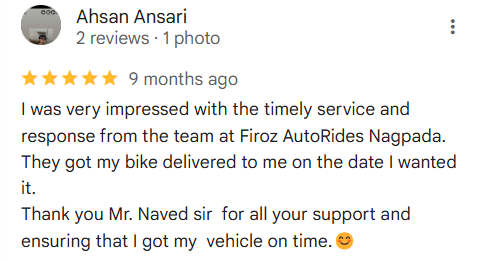 Ahsan Ansari
2 reviews · 1 photo
9 months ago
I was very impressed with the timely service and
response from the team at Firoz AutoRides Nagpada.
They got my bike delivered to me on the date I wanted
it.
Thank you Mr. Naved sir  for all your support and
ensuring that I got my  vehicle on time.😊